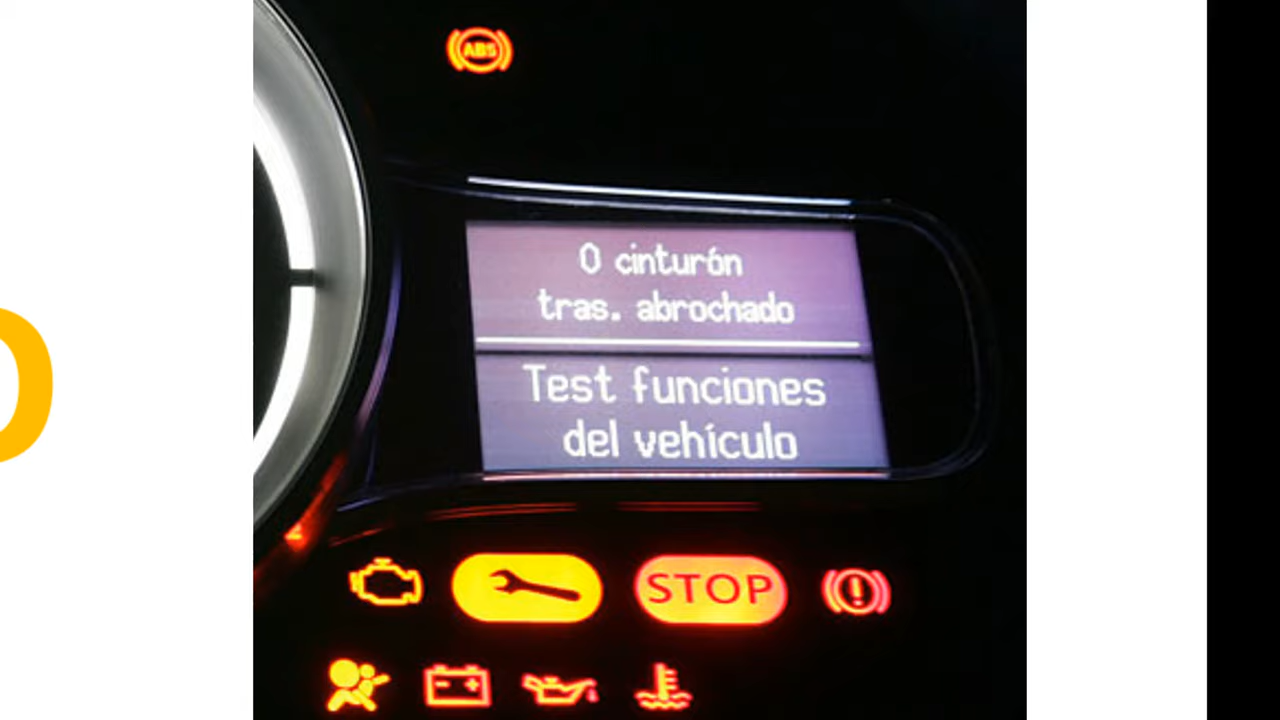 ABS
0 cinturón
tras. abrochado
Test funciones
del vehículo
STOP